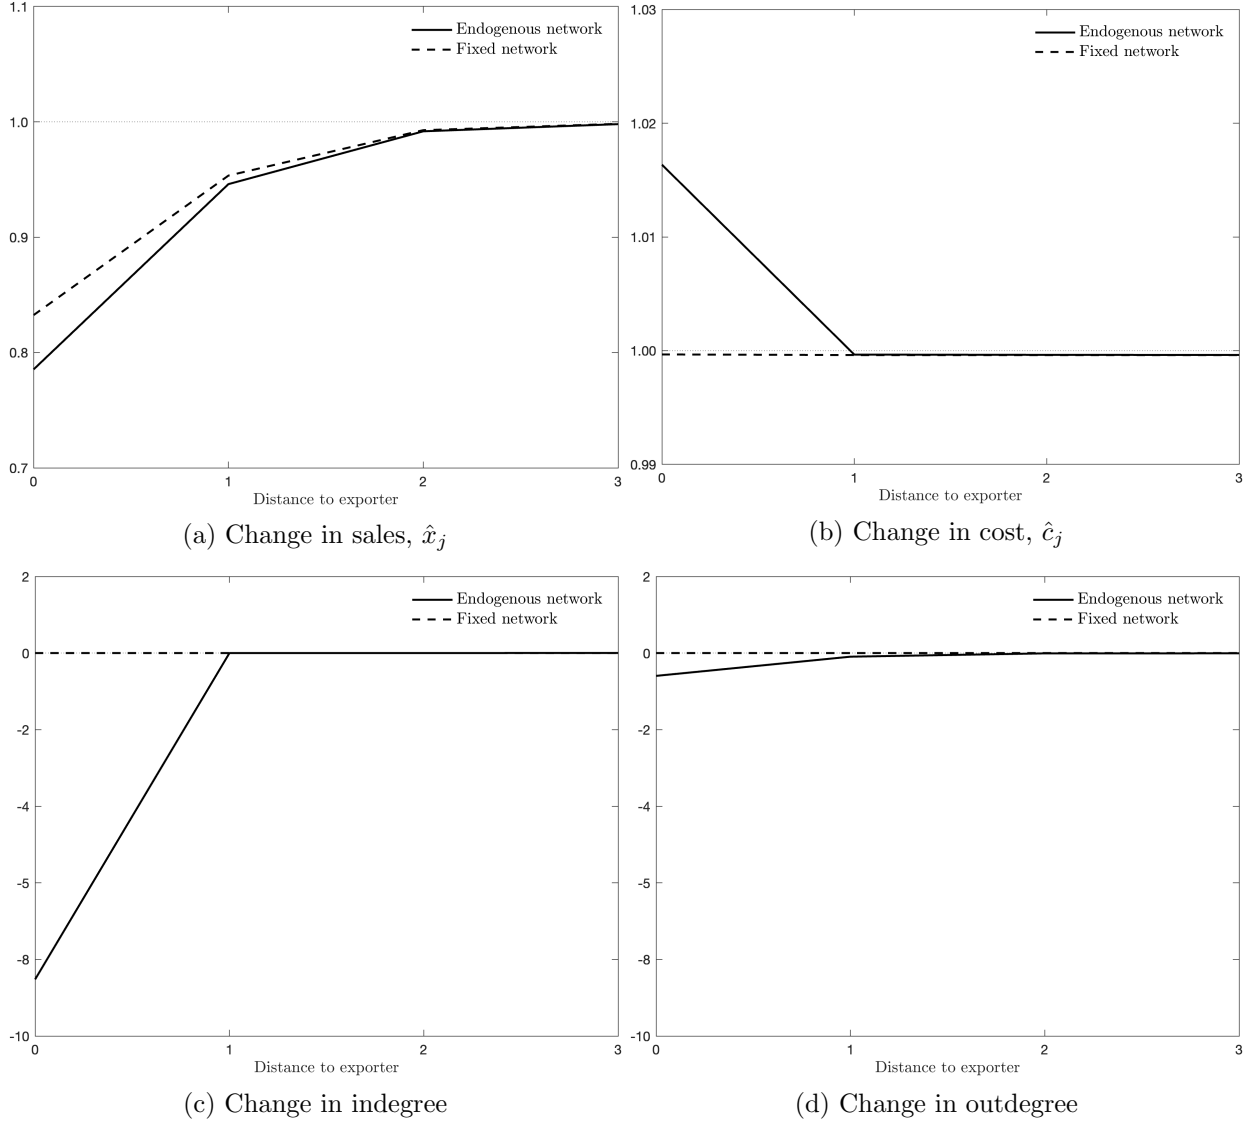 1.1
1.0
0.9
0.8
0.7
0
1
2
3
Endogenous network
Fixed network
Distance to exporter
(a) Change in sales, x̂_j
1.03
1.02
1.01
1.00
0.99
0
1
2
3
Endogenous network
Fixed network
Distance to exporter
(b) Change in cost, ĉ_j
2
0
-2
-4
-5
-8
-10
0
1
2
3
Endogenous network
Fixed network
Distance to exporter
(c) Change in indegree
2
0
-2
-4
-5
-8
-10
0
1
2
3
Endogenous network
Fixed network
Distance to exporter
(d) Change in outdegree